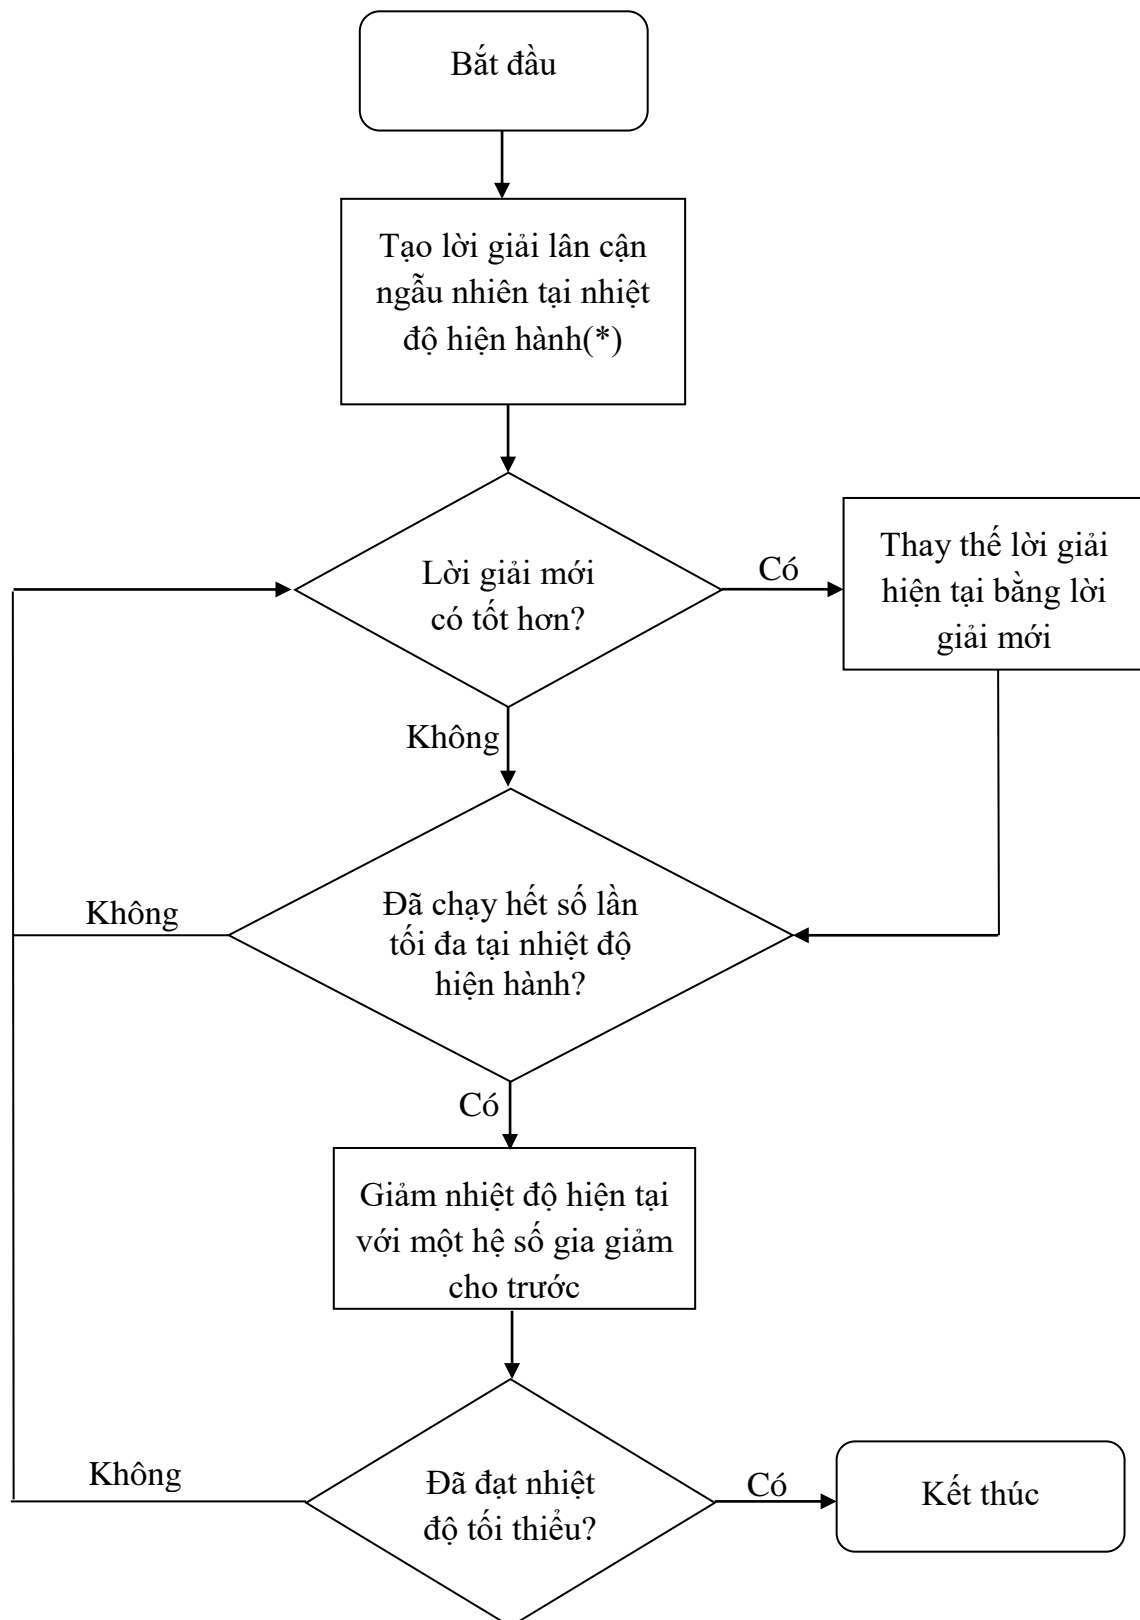 Bắt đầu
Tạo lời giải lân cận
ngẫu nhiên tại nhiệt
độ hiện hành(*)
Lời giải mới
có tốt hơn?
Có
Thay thế lời giải
hiện tại bằng lời
giải mới
Không
Đã chạy hết số lần
tối đa tại nhiệt độ
hiện hành?
Không
Có
Giảm nhiệt độ hiện tại
với một hệ số gia giảm
cho trước
Đã đạt nhiệt
độ tối thiểu?
Không
Có
Kết thúc